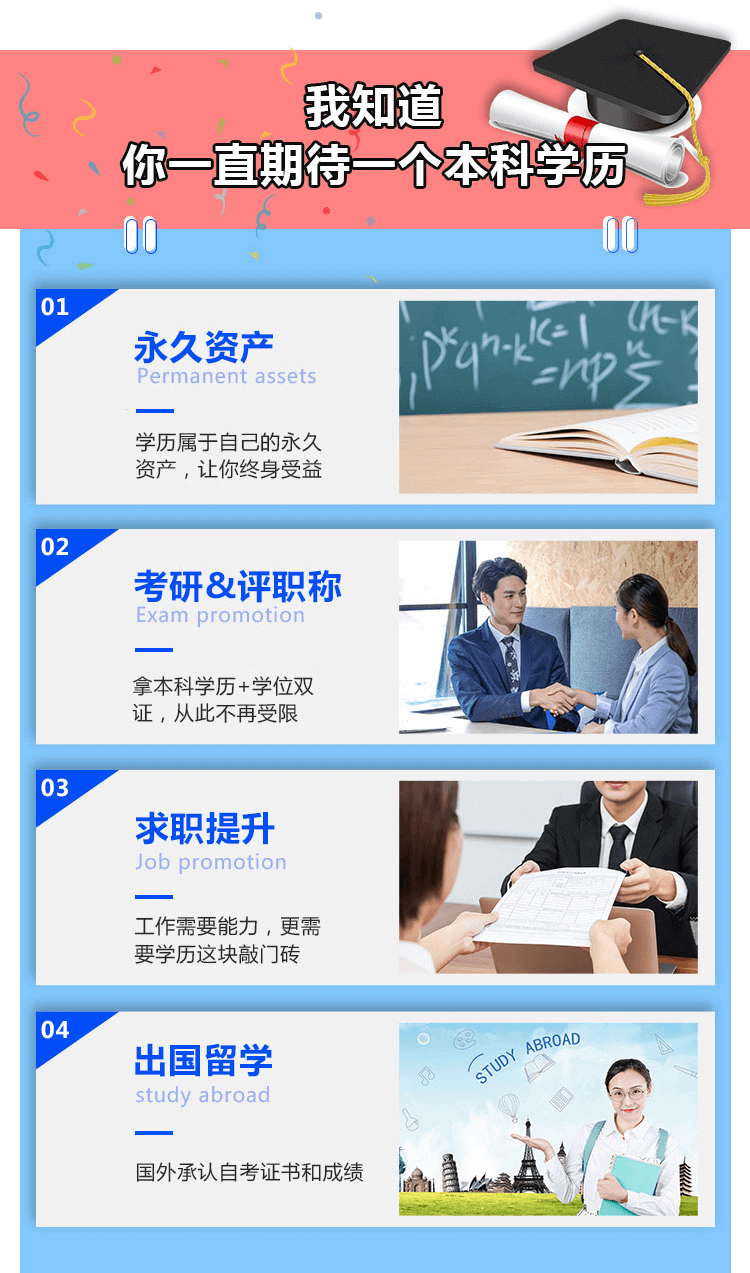 我知道
你一直期待一个本科学历
01
永久资产
Permanent assets
学历属于自己的永久
资产，让你终身受益
02
考研&评职称
Exam promotion
拿本科学历+学位双
证，从此不再受限
03
求职提升
Job promotion
工作需要能力，更需
要学历这块敲门砖
04
出国留学
study abroad
国外承认自考证书和成绩
STUDY ABROAD